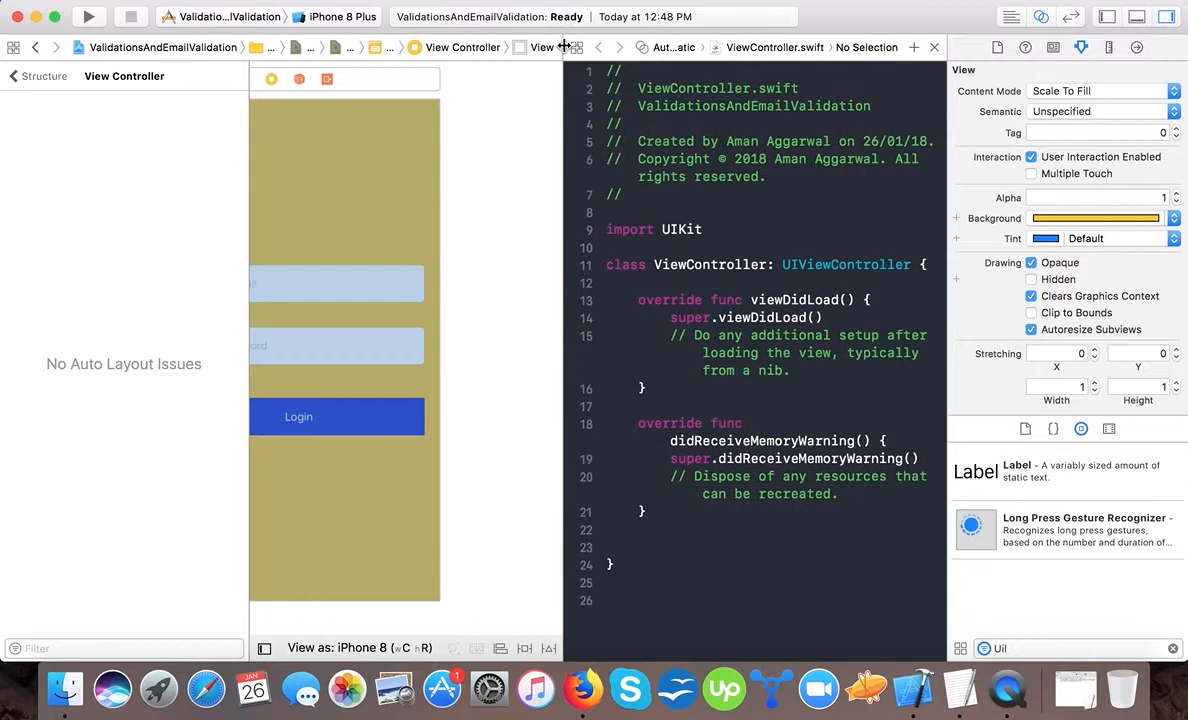 Validatio...lValidation
iPhone 8 Plus
ValidationsAndEmailValidation: Ready
Today at 12:48 PM
ValidationsAndEmailValidation
...
...
...
...
View Controller
View
Aut...atic
ViewController.swift
No Selection
Structure
View Controller
No Auto Layout Issues
Filter
Login
View as: iPhone 8 (wC hR)
1 //
2 // ViewController.swift
3 // ValidationsAndEmailValidation
4 //
5 // Created by Aman Aggarwal on 26/01/18.
6 // Copyright © 2018 Aman Aggarwal. All
rights reserved.
7 //
8
9 import UIKit
10
11 class ViewController: UIViewController {
12
13 override func viewDidLoad() {
14 super.viewDidLoad()
15 // Do any additional setup after
loading the view, typically
from a nib.
16 }
17
18 override func
didReceiveMemoryWarning() {
19 super.didReceiveMemoryWarning()
20 // Dispose of any resources that
can be recreated.
21 }
22
23
24 }
25
26
View
Content Mode Scale To Fill
Semantic Unspecified
Tag 0
Interaction User Interaction Enabled
Multiple Touch
Alpha 1
Background
Tint Default
Drawing Opaque
Hidden
Clears Graphics Context
Clip to Bounds
Autoresize Subviews
Stretching 0 0
X Y
1 1
Width Height
Label Label - A variably sized amount of
static text.
Long Press Gesture Recognizer -
Recognizes long press gestures,
based on the number and duration of...
Uil
JAN
26
1
Up